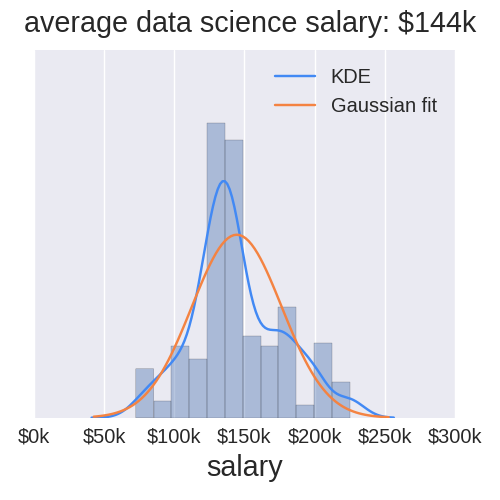 average data science salary: $144k
KDE
Gaussian fit
$0k $50k $100k $150k $200k $250k $300k
salary